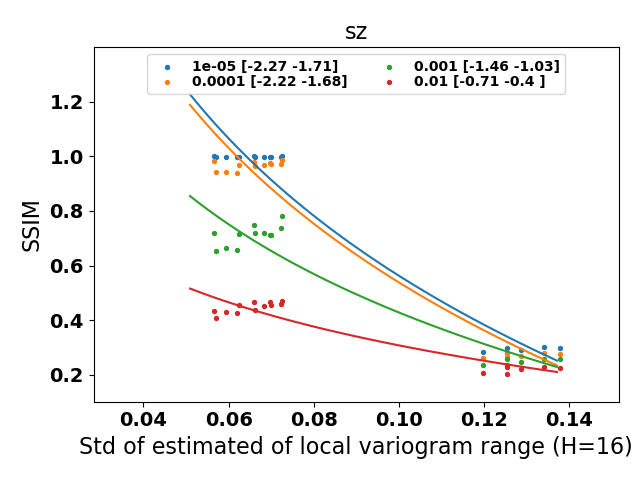 sz
1e-05 [-2.27 -1.71]
0.0001 [-2.22 -1.68]
0.001 [-1.46 -1.03]
0.01 [-0.71 -0.4 ]
SSIM
1.2
1.0
0.8
0.6
0.4
0.2
0.04 0.06 0.08 0.10 0.12 0.14
Std of estimated of local variogram range (H=16)